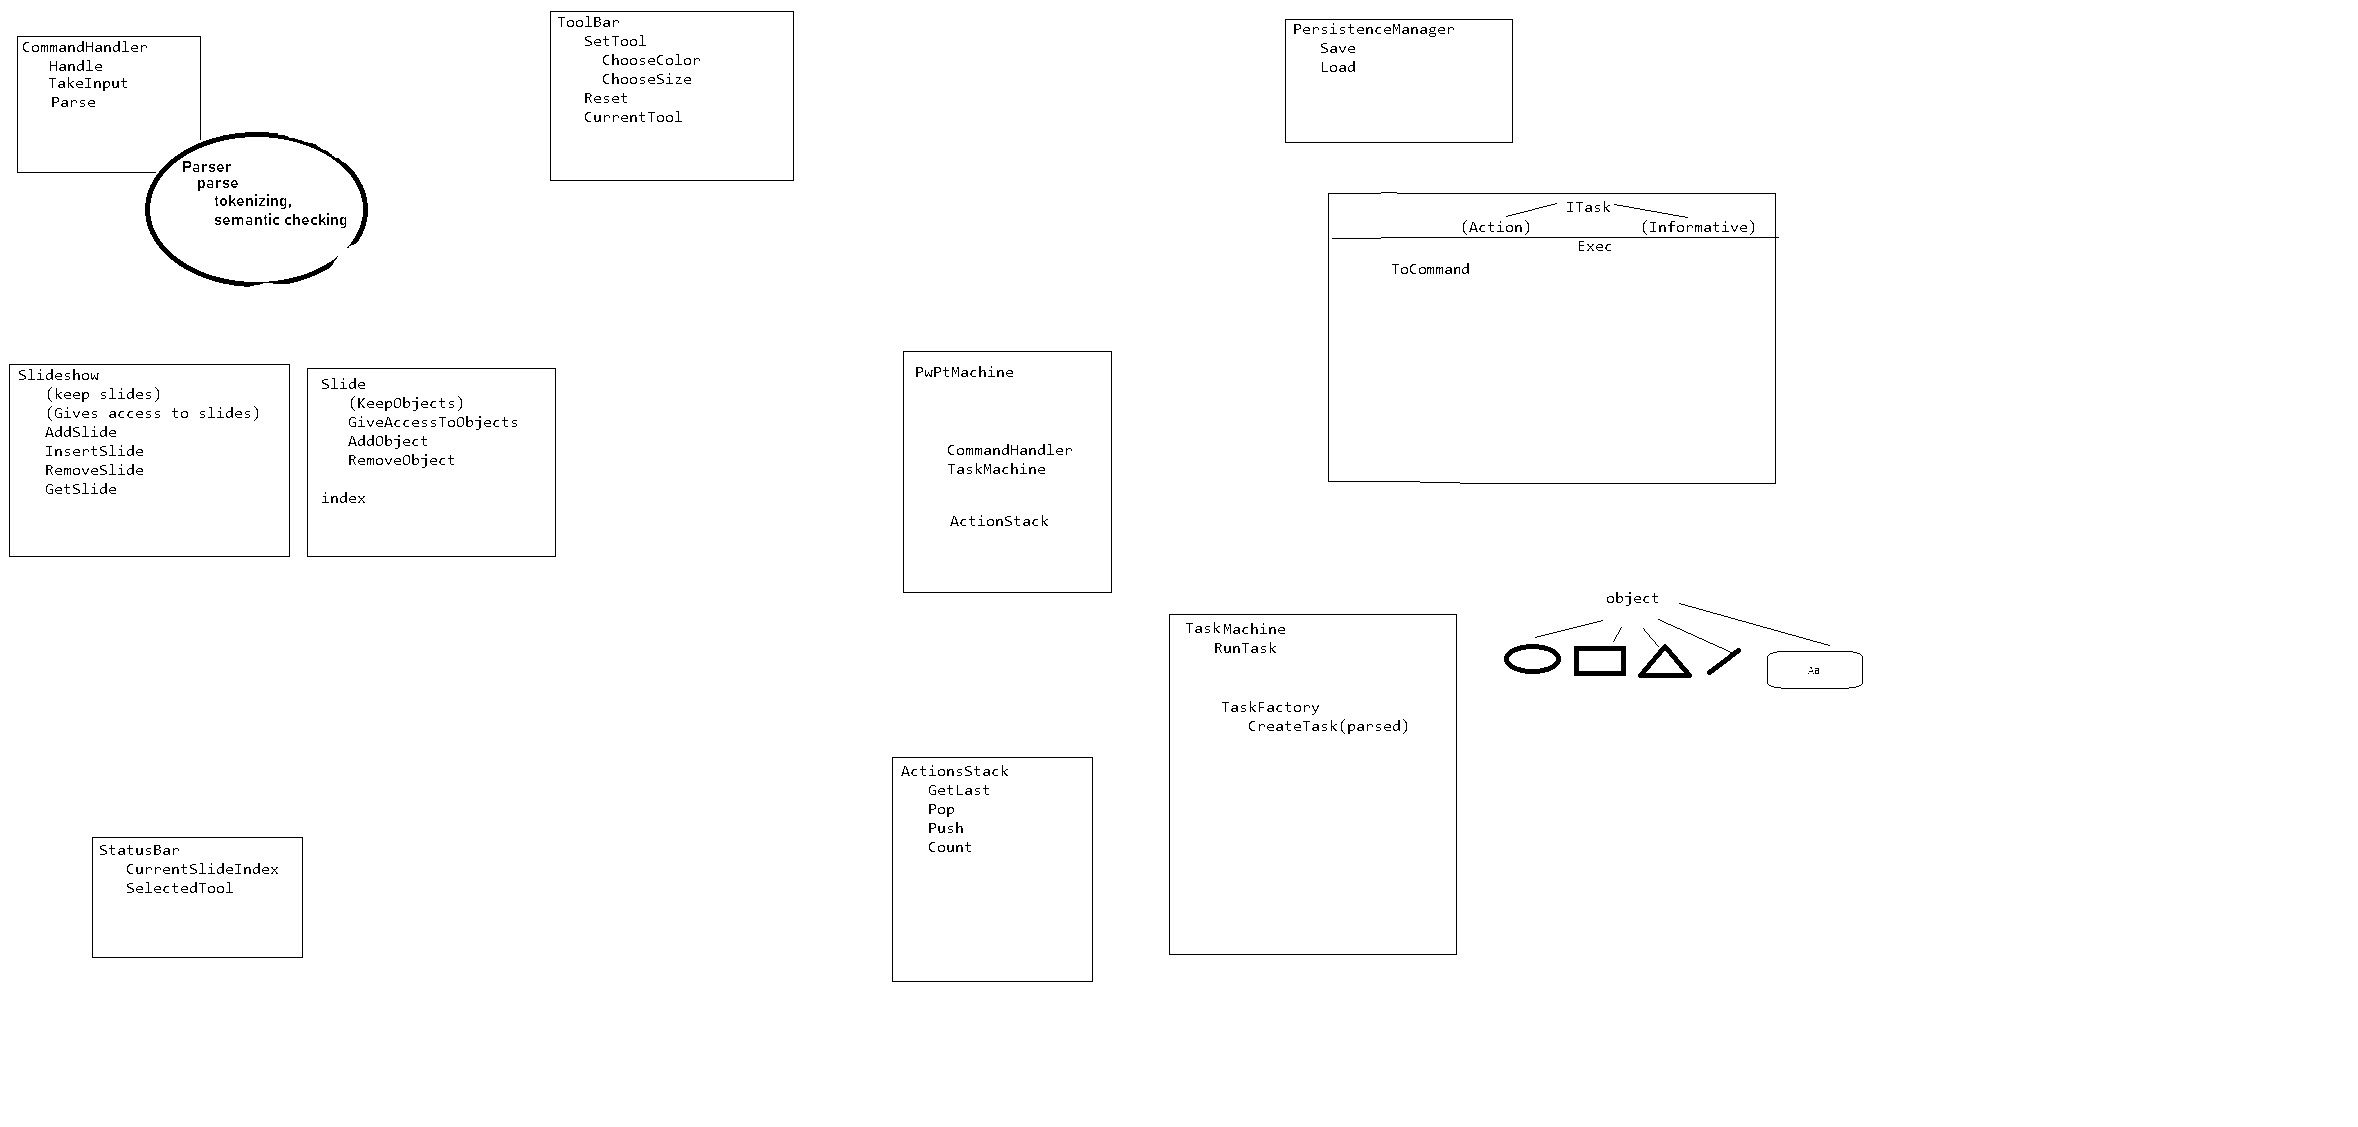 CommandHandler
Handle
TakeInput
Parse
Parser
parse
tokenizing,
semantic checking
ToolBar
SetTool
ChooseColor
ChooseSize
Reset
CurrentTool
PersistenceManager
Save
Load
ITask
(Action) (Informative)
Exec
ToCommand
Slideshow
(keep slides)
(Gives access to slides)
AddSlide
InsertSlide
RemoveSlide
GetSlide
Slide
(KeepObjects)
GiveAccessToObjects
AddObject
RemoveObject
index
PwPtMachine
CommandHandler
TaskMachine
ActionStack
object
Aa
TaskMachine
RunTask
TaskFactory
CreateTask(parsed)
ActionsStack
GetLast
Pop
Push
Count
StatusBar
CurrentSlideIndex
SelectedTool